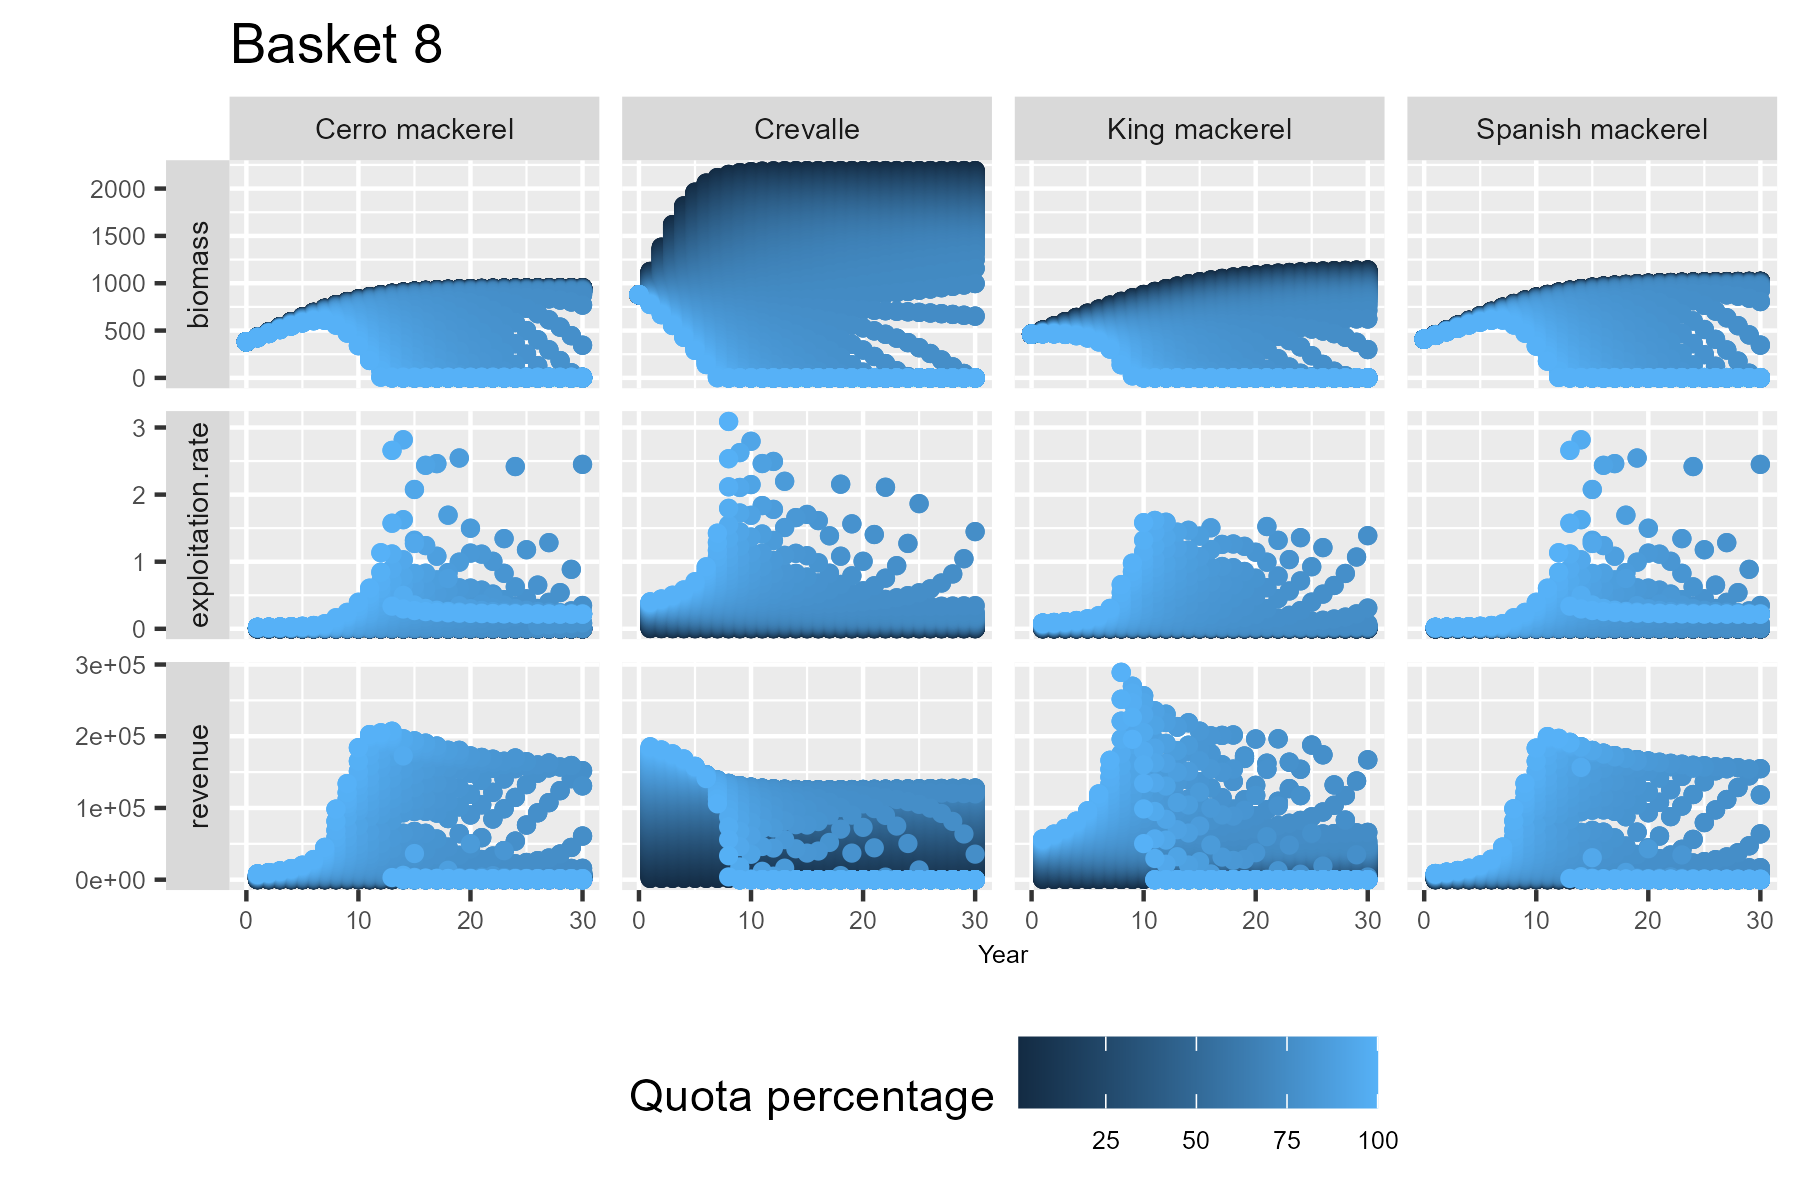 Basket 8
Cerro mackerel Crevalle King mackerel Spanish mackerel
biomass
2000
1500
1000
500
0
exploitation.rate
3
2
1
0
revenue
3e+05
2e+05
1e+05
0e+00
0 10 20 30 0 10 20 30 0 10 20 30 0 10 20 30
Year
Quota percentage
25 50 75 100